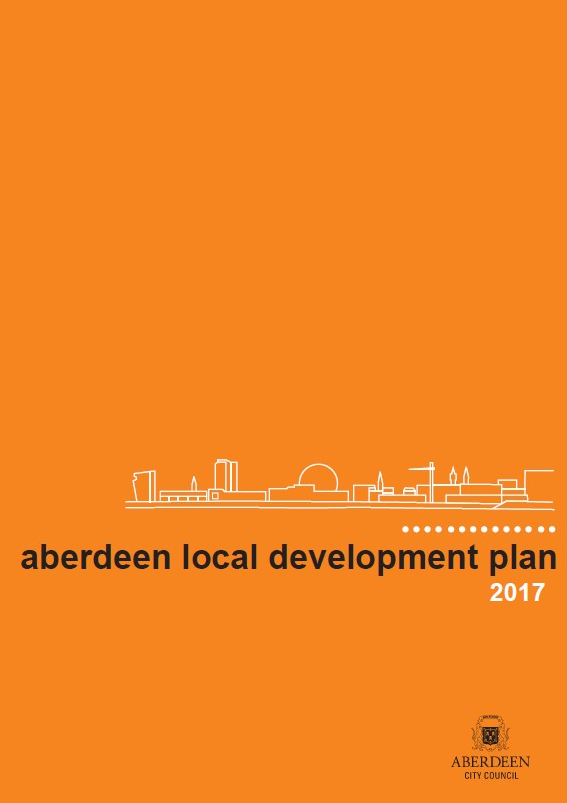 aberdeen local development plan
2017
ABERDEEN
CITY COUNCIL